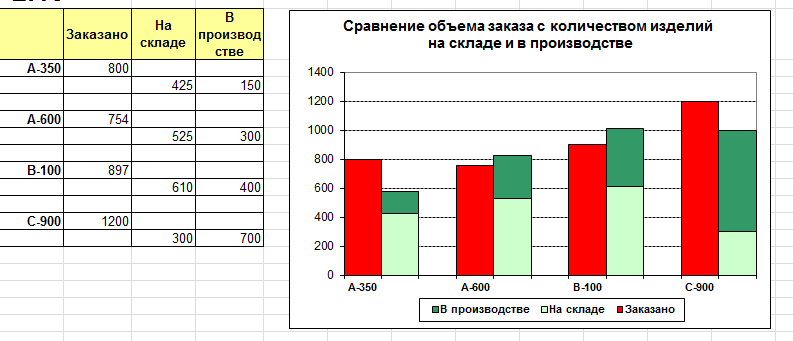 Заказано
На складе
В производ стве
А-350 800
425 150
А-600 754
525 300
В-100 897
610 400
С-900 1200
300 700
Сравнение объема заказа с количеством изделий
на складе и в производстве
1400
1200
1000
800
600
400
200
0
А-350 А-600 В-100 С-900
В производстве На складе Заказано